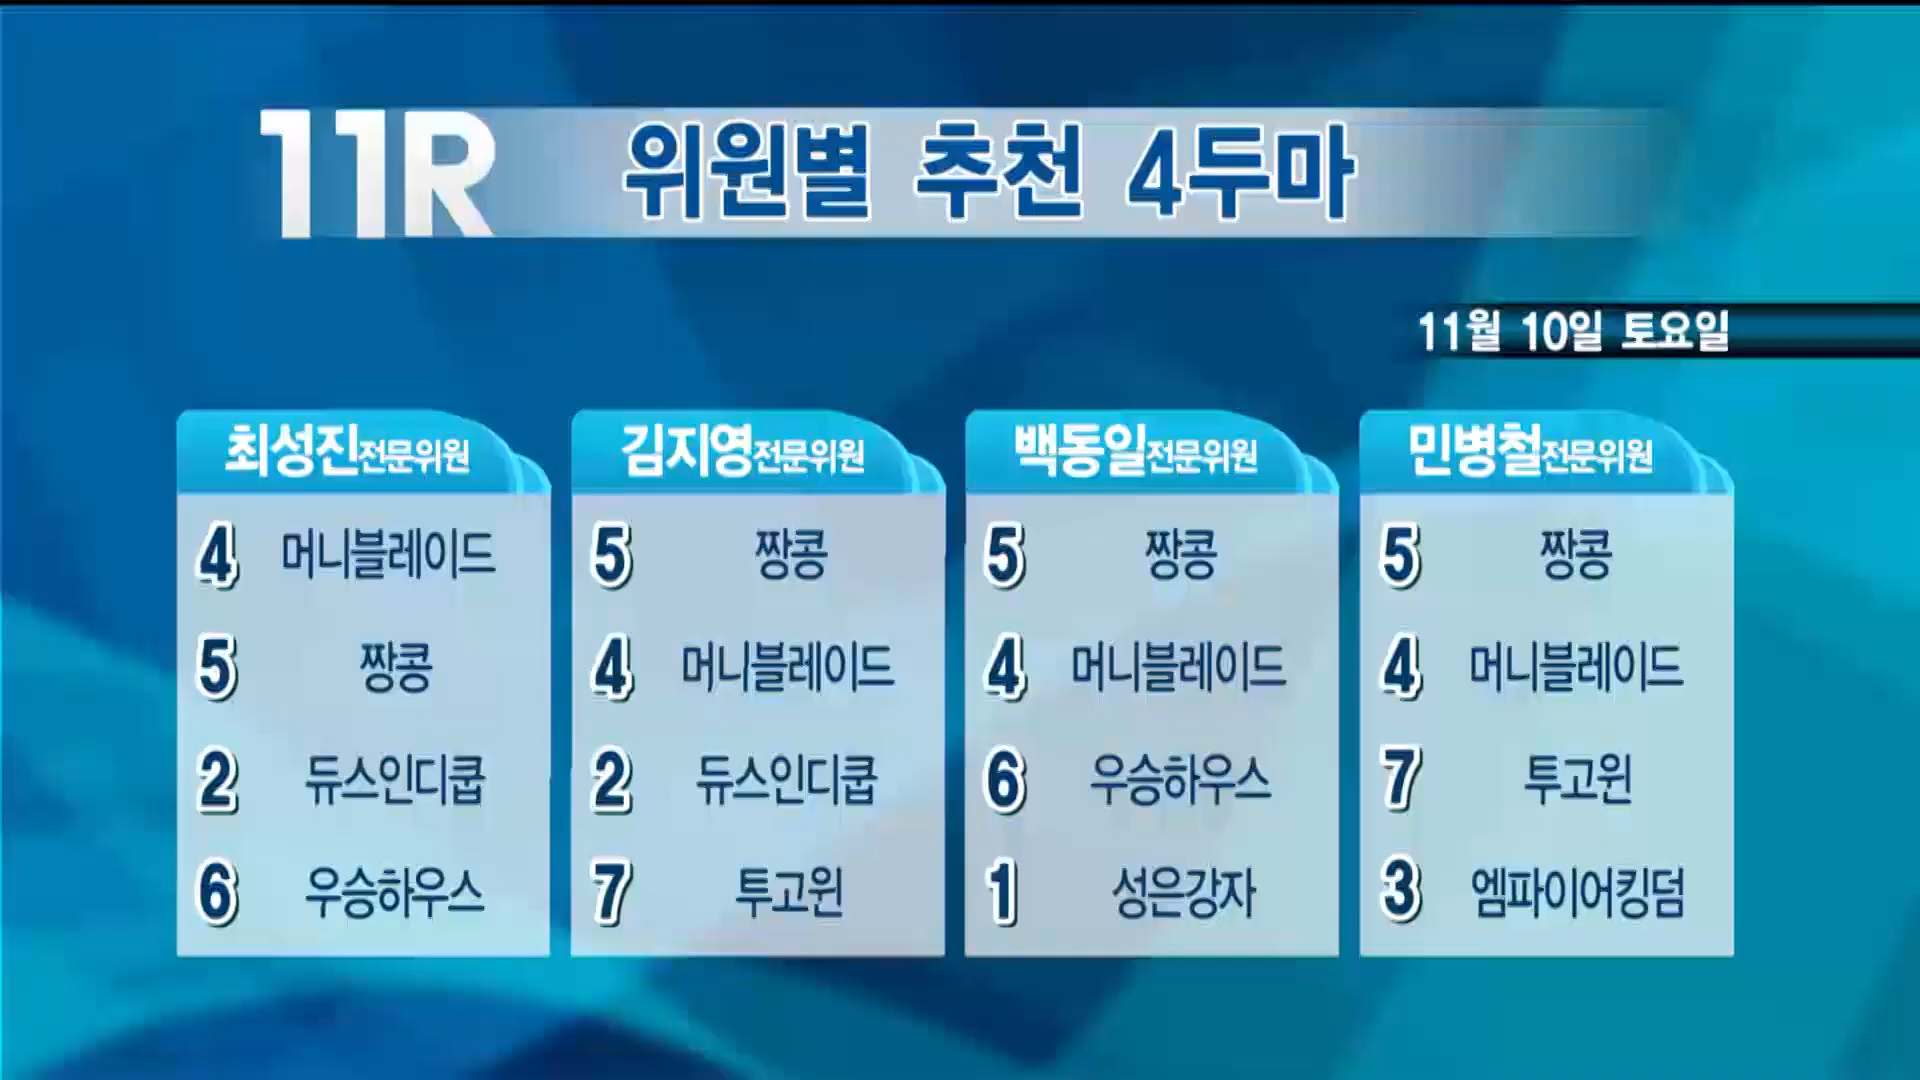 11R 위원별 추천 4두마
11월 10일 토요일
최성진전문위원
4 머니블레이드
5 짱콩
2 듀스인디쿱
6 우승하우스
김지영전문위원
5 짱콩
4 머니블레이드
2 듀스인디쿱
7 투고윈
백동일전문위원
5 짱콩
4 머니블레이드
6 우승하우스
1 성은강자
민병철전문위원
5 짱콩
4 머니블레이드
7 투고윈
3 엠파이어킹덤